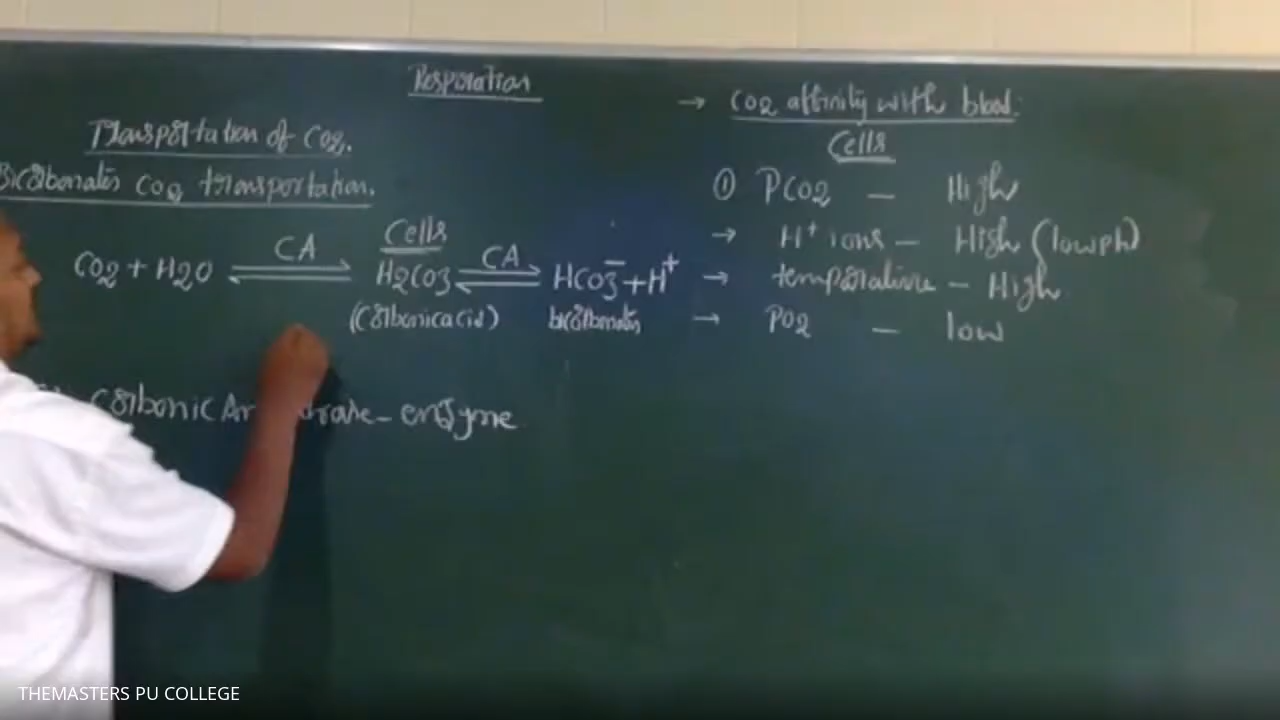 Respiration
Transportation of CO2.
Bicarbonates CO2 transportation.
Cells
CO2 + H2O ⇌ CA H2CO3 ⇌ CA HCO3⁻ + H⁺
(Carbonic acid) bicarbonates
Carbonic - enzyme
→ CO2 affinity with blood.
Cells
① PCO2 — High
→ H⁺ ions — High (low pH)
→ temperature — High
→ PO2 — low
THEMASTERS PU COLLEGE